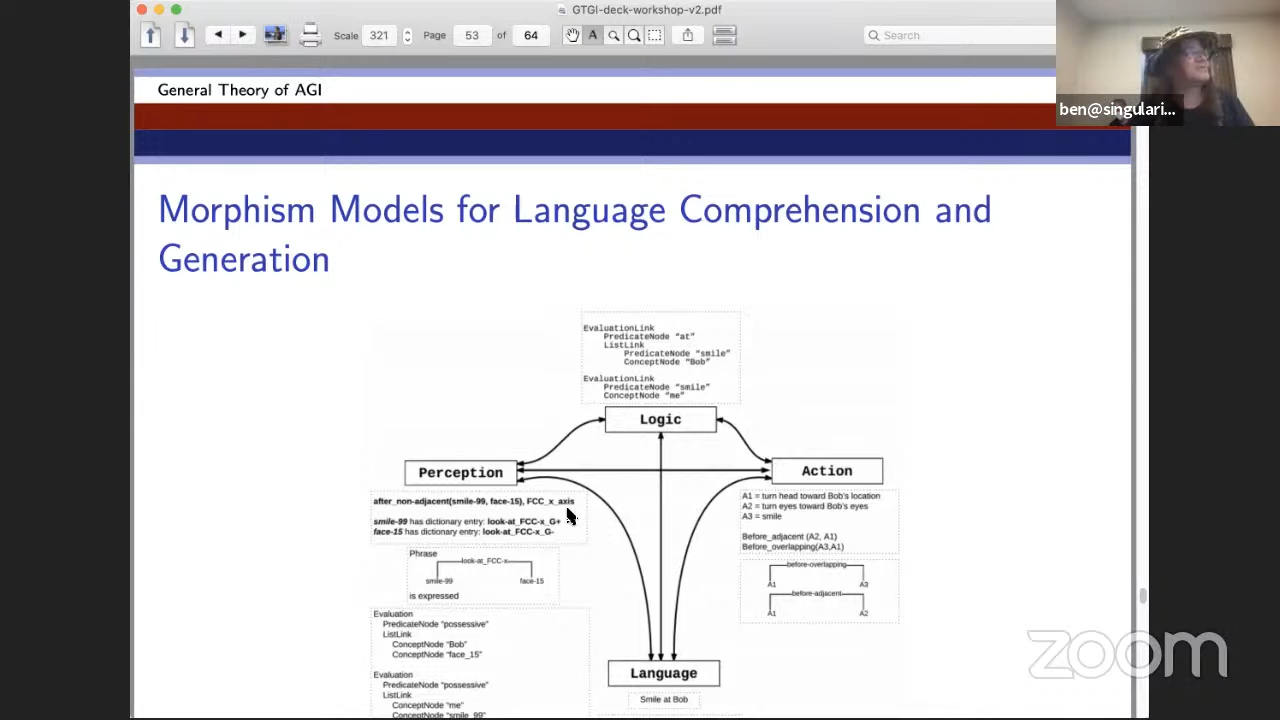 GTGI-deck-workshop-v2.pdf
Scale 321 Page 53 of 64 A Search
ben@singulari...
General Theory of AGI
Morphism Models for Language Comprehension and
Generation
EvaluationLink
PredicateNode “at”
ListLink
PredicateNode “smile”
ConceptNode “Bob”
EvaluationLink
PredicateNode “smile”
ConceptNode “me”
Logic
Perception
Action
after_non-adjacent(smile-99, face-15), FCC_x_axis
smile-99 has dictionary entry: look-at_FCC-x_G+
face-15 has dictionary entry: look-at_FCC-x_G-
Phrase
look-at_FCC-x
smile-99 face-15
is expressed
Evaluation
PredicateNode “possessive”
ListLink
ConceptNode “Bob”
ConceptNode “face_15”
Evaluation
PredicateNode “possessive”
ListLink
ConceptNode “me”
ConceptNode “smile_99”
A1 = turn head toward Bob's location
A2 = turn eyes toward Bob's eyes
A3 = smile
Before_adjacent (A2, A1)
Before_overlapping(A3,A1)
before-overlapping
A1 A3
before-adjacent
A1 A2
Language
Smile at Bob
zoom